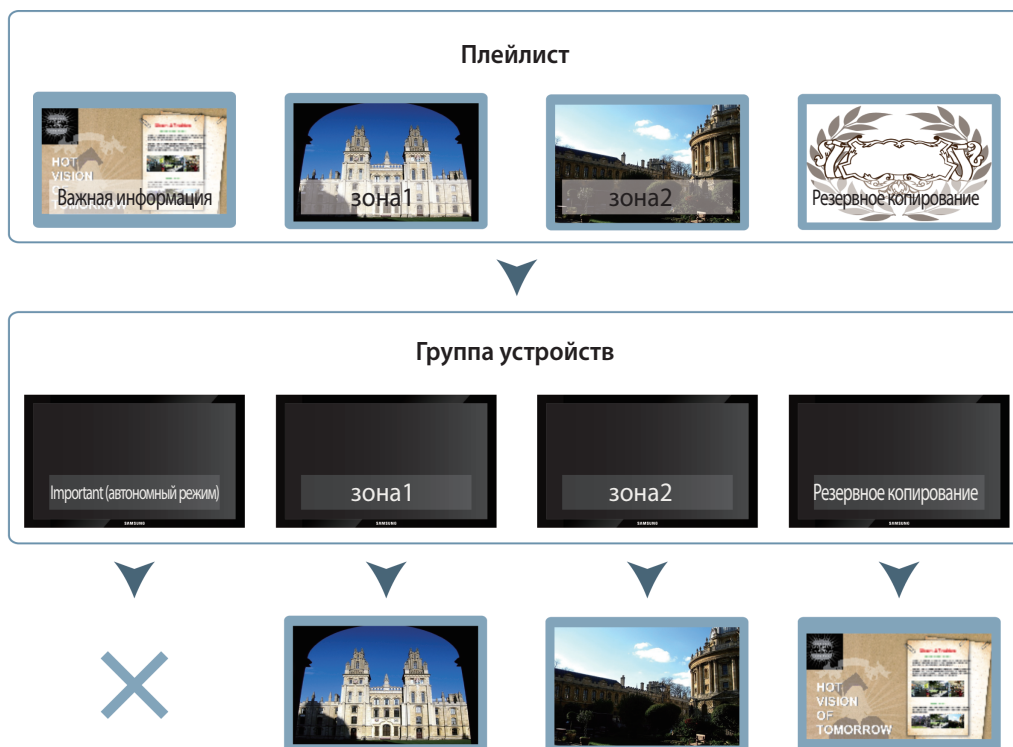 Плейлист
HOT
VISION
TOMORROW
Важная информация
зона1
зона2
Резервное копирование
Группа устройств
Important (автономный режим)
зона1
зона2
Резервное копирование
SAMSUNG
SAMSUNG
SAMSUNG
SAMSUNG
HOT
VISION
OF
TOMORROW